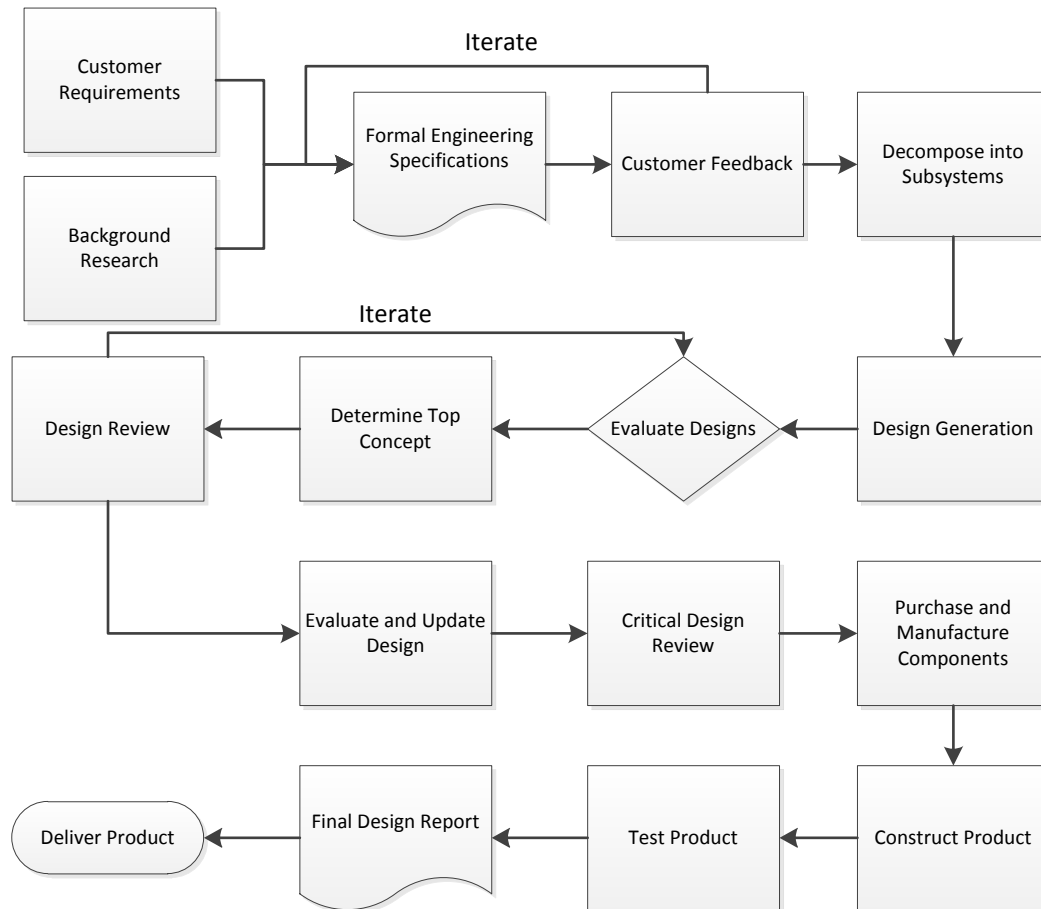 Customer
Requirements
Iterate
Formal Engineering
Specifications
Customer Feedback
Decompose into
Subsystems
Background
Research
Iterate
Design Review
Determine Top
Concept
Evaluate Designs
Design Generation
Evaluate and Update
Design
Critical Design
Review
Purchase and
Manufacture
Components
Deliver Product
Final Design Report
Test Product
Construct Product